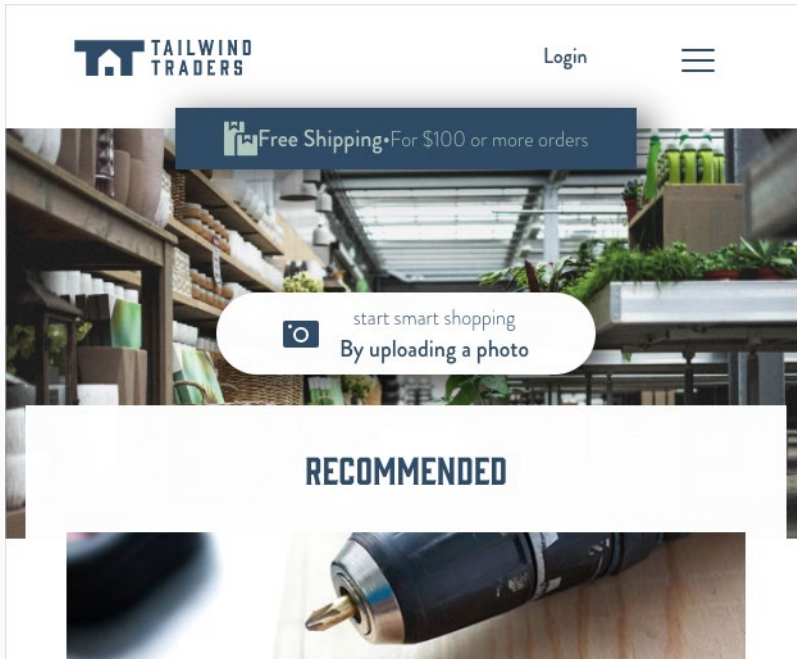 TAILWIND
TRADERS
Login
Free Shipping•For $100 or more orders
start smart shopping
By uploading a photo
RECOMMENDED